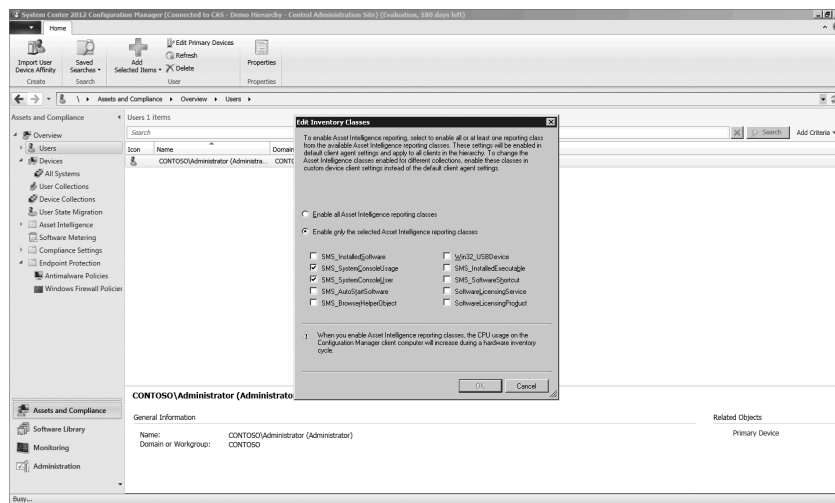 System Center 2012 Configuration Manager (Connected to CAS - Demo Hierarchy - Central Administration Site) (Evaluation, 180 days left)
Home
Import User Device Affinity
Saved Searches
Add Selected Items
Edit Primary Devices
Refresh
Delete
Properties
Create
Search
User
Properties
\ Assets and Compliance Overview Users
Assets and Compliance
Overview
Users
Devices
All Systems
User Collections
Device Collections
User State Migration
Asset Intelligence
Software Metering
Compliance Settings
Endpoint Protection
Antimalware Policies
Windows Firewall Policies
Assets and Compliance
Software Library
Monitoring
Administration
Users 1 items
Search
Search
Add Criteria
Icon Name Domain
CONTOSO\Administrator (Administra... CONTO
Edit Inventory Classes
To enable Asset Intelligence reporting, select to enable all or at least one reporting class
from the available Asset Intelligence reporting classes. These settings will be enabled in
default client agent settings and apply to all clients in the hierarchy. To change the
Asset Intelligence classes enabled for different collections, enable these classes in
custom device client settings instead of the default client agent settings.
Enable all Asset Intelligence reporting classes
Enable only the selected Asset Intelligence reporting classes
SMS_InstalledSoftware Win32_USBDevice
SMS_SystemConsoleUsage SMS_InstalledExecutable
SMS_SystemConsoleUser SMS_SoftwareShortcut
SMS_AutoStartSoftware SoftwareLicensingService
SMS_BrowserHelperObject SoftwareLicensingProduct
When you enable Asset Intelligence reporting classes, the CPU usage on the
Configuration Manager client computer will increase during a hardware inventory
cycle.
OK Cancel
CONTOSO\Administrator (Administrato
General Information
Related Objects
Name: CONTOSO\Administrator (Administrator)
Domain or Workgroup: CONTOSO
Primary Device
Busy...